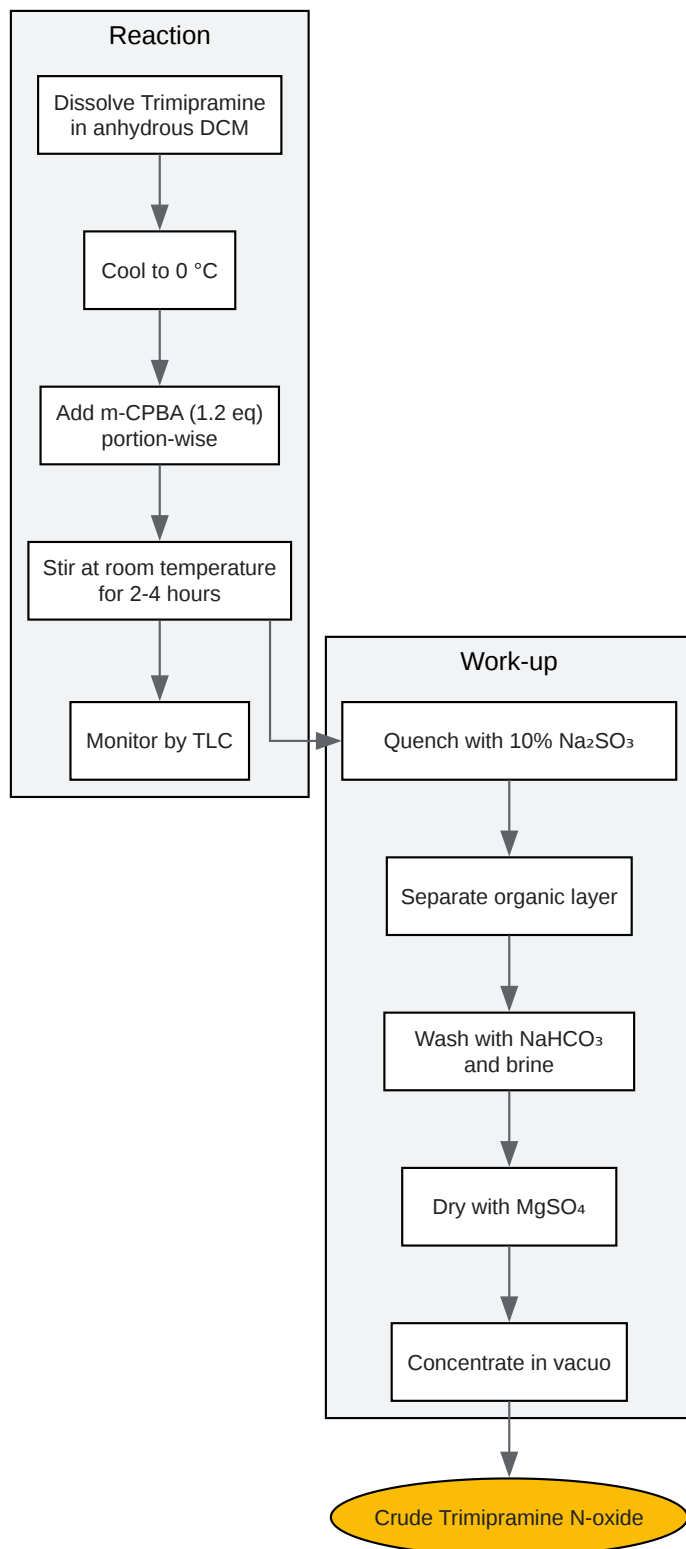 Reaction
Dissolve Trimipramine
in anhydrous DCM
Cool to 0 °C
Add m-CPBA (1.2 eq)
portion-wise
Stir at room temperature
for 2-4 hours
Monitor by TLC
Work-up
Quench with 10% Na₂SO₃
Separate organic layer
Wash with NaHCO₃
and brine
Dry with MgSO₄
Concentrate in vacuo
Crude Trimipramine N-oxide